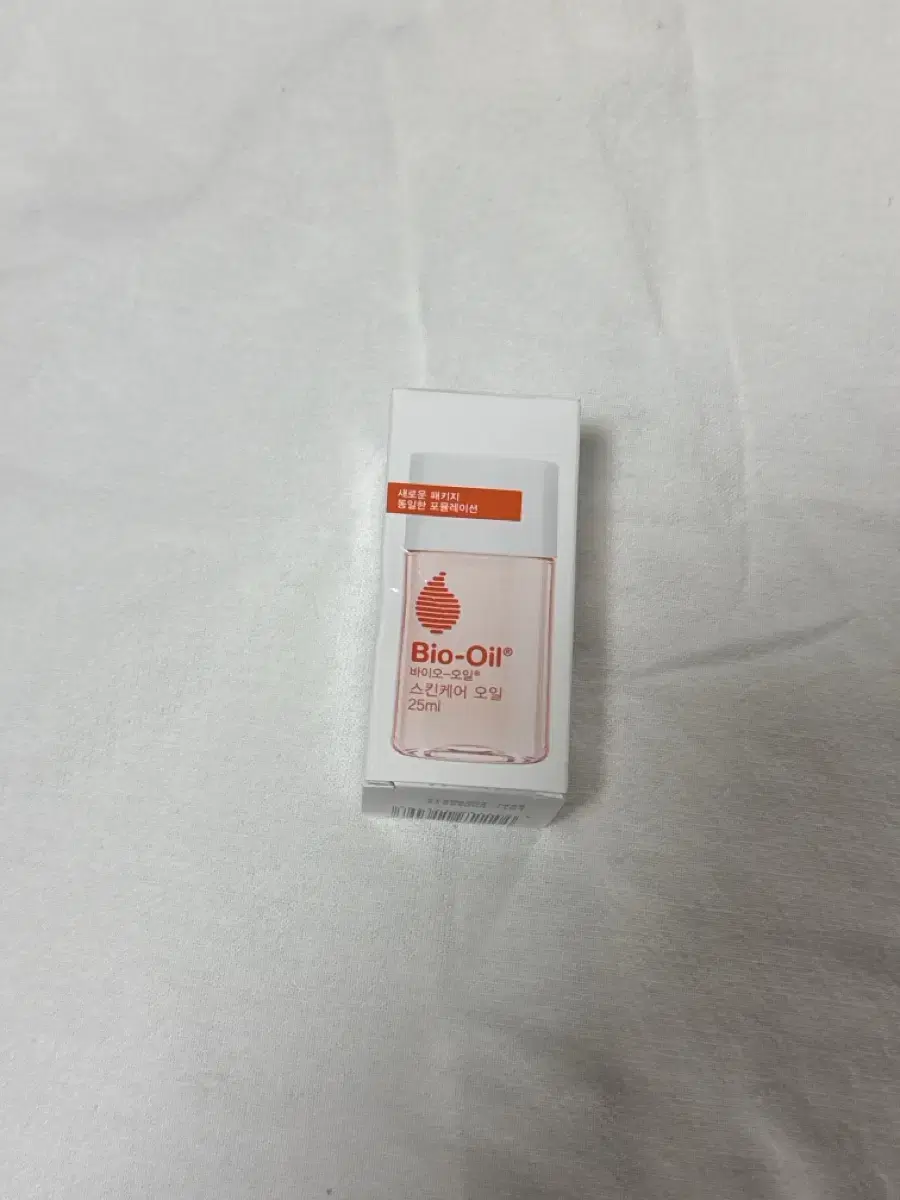 새로운 패키지
동일한 포뮬레이션
Bio-Oil®
바이오-오일®
스킨케어 오일
25ml